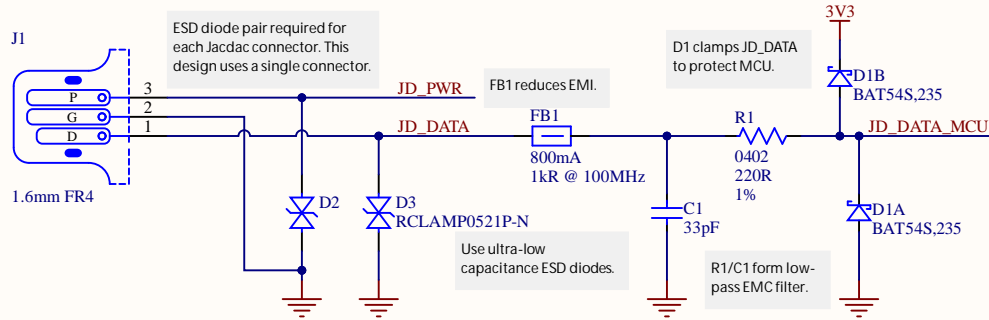 J1
ESD diode pair required for
each Jacdac connector. This
design uses a single connector.
3V3
D1 clamps JD_DATA
to protect MCU.
D1B
BAT54S,235
FB1 reduces EMI.
P
3
JD_PWR
G
2
D
1
JD_DATA
FB1
800mA
1kR @ 100MHz
R1
0402
220R
1%
JD_DATA_MCU
1.6mm FR4
D2
D3
RCLAMP0521P-N
C1
33pF
D1A
BAT54S,235
Use ultra-low
capacitance ESD diodes.
R1/C1 form low-
pass EMC filter.